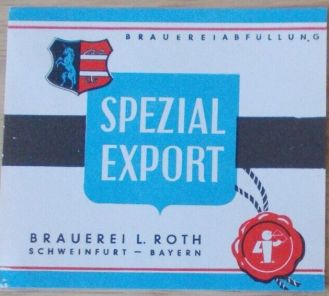 BRAUEREIABFÜLLUNG
SPEZIAL
EXPORT
BRAUEREI L. ROTH
SCHWEINFURT – BAYERN